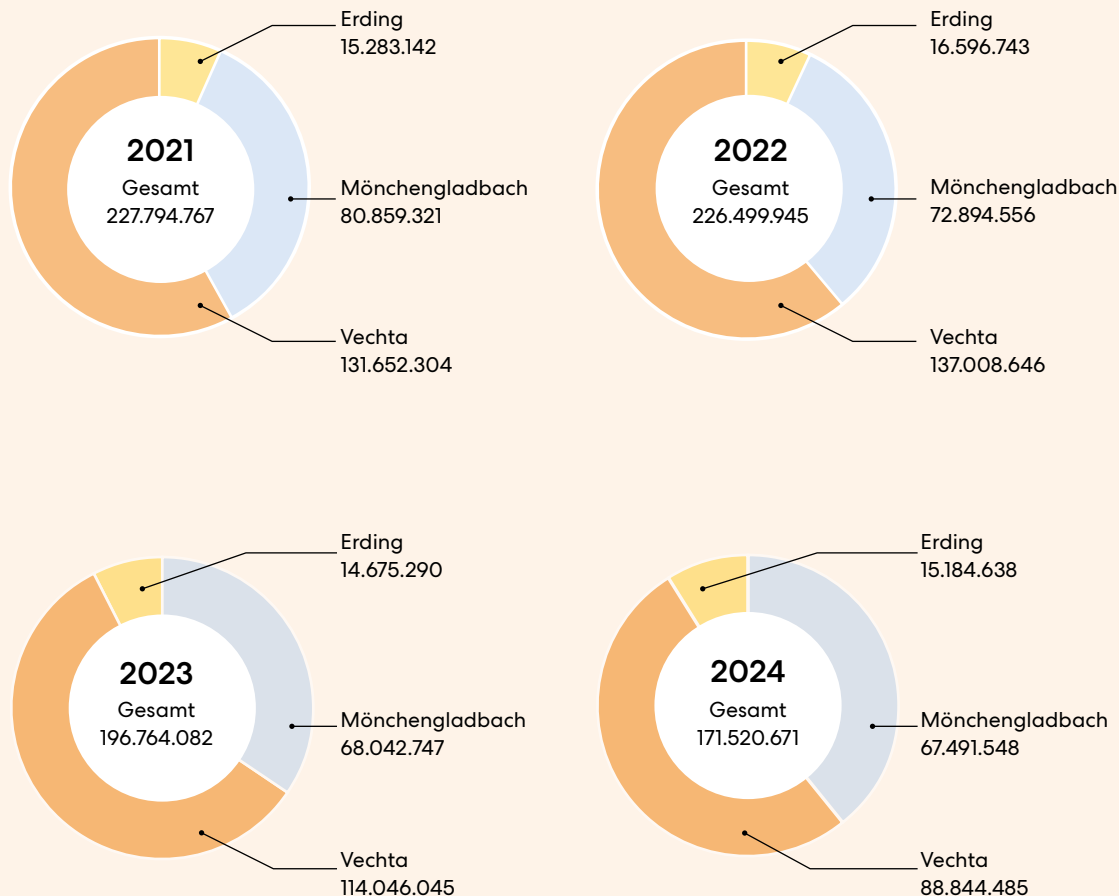 Erding
15.283.142
2021
Gesamt
227.794.767
Mönchengladbach
80.859.321
Vechta
131.652.304
Erding
16.596.743
2022
Gesamt
226.499.945
Mönchengladbach
72.894.556
Vechta
137.008.646
Erding
14.675.290
2023
Gesamt
196.764.082
Mönchengladbach
68.042.747
Vechta
114.046.045
Erding
15.184.638
2024
Gesamt
171.520.671
Mönchengladbach
67.491.548
Vechta
88.844.485